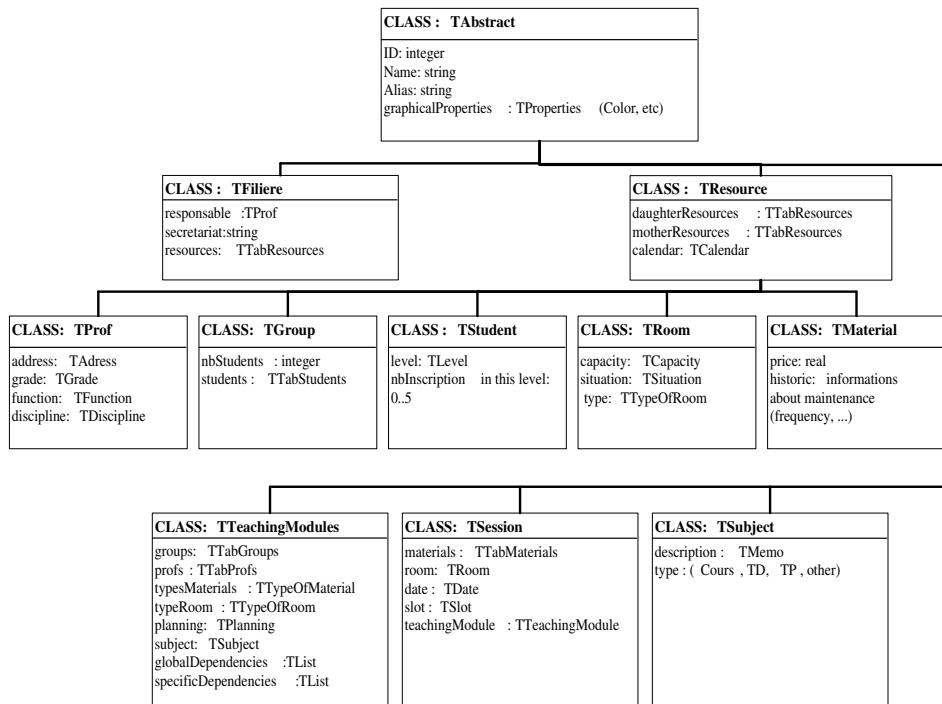 CLASS : TAbstract
ID: integer
Name: string
Alias: string
graphicalProperties : TProperties (Color, etc)
CLASS : TFiliere
responsable :TProf
secretariat:string
resources: TTabResources
CLASS : TResource
daughterResources : TTabResources
motherResources : TTabResources
calendar: TCalendar
CLASS: TProf
address: TAdress
grade: TGrade
function: TFunction
discipline: TDiscipline
CLASS: TGroup
nbStudents : integer
students : TTabStudents
CLASS : TStudent
level: TLevel
nbInscription in this level:
0..5
CLASS: TRoom
capacity: TCapacity
situation: TSituation
type: TTypeOfRoom
CLASS: TMaterial
price: real
historic: informations
about maintenance
(frequency, ...)
CLASS: TTeachingModules
groups: TTabGroups
profs : TTabProfs
typesMaterials : TTypeOfMaterial
typeRoom : TTypeOfRoom
planning: TPlanning
subject: TSubject
globalDependencies :TList
specificDependencies :TList
CLASS: TSession
materials : TTabMaterials
room: TRoom
date : TDate
slot : TSlot
teachingModule : TTeachingModule
CLASS: TSubject
description : TMemo
type : ( Cours , TD, TP , other)